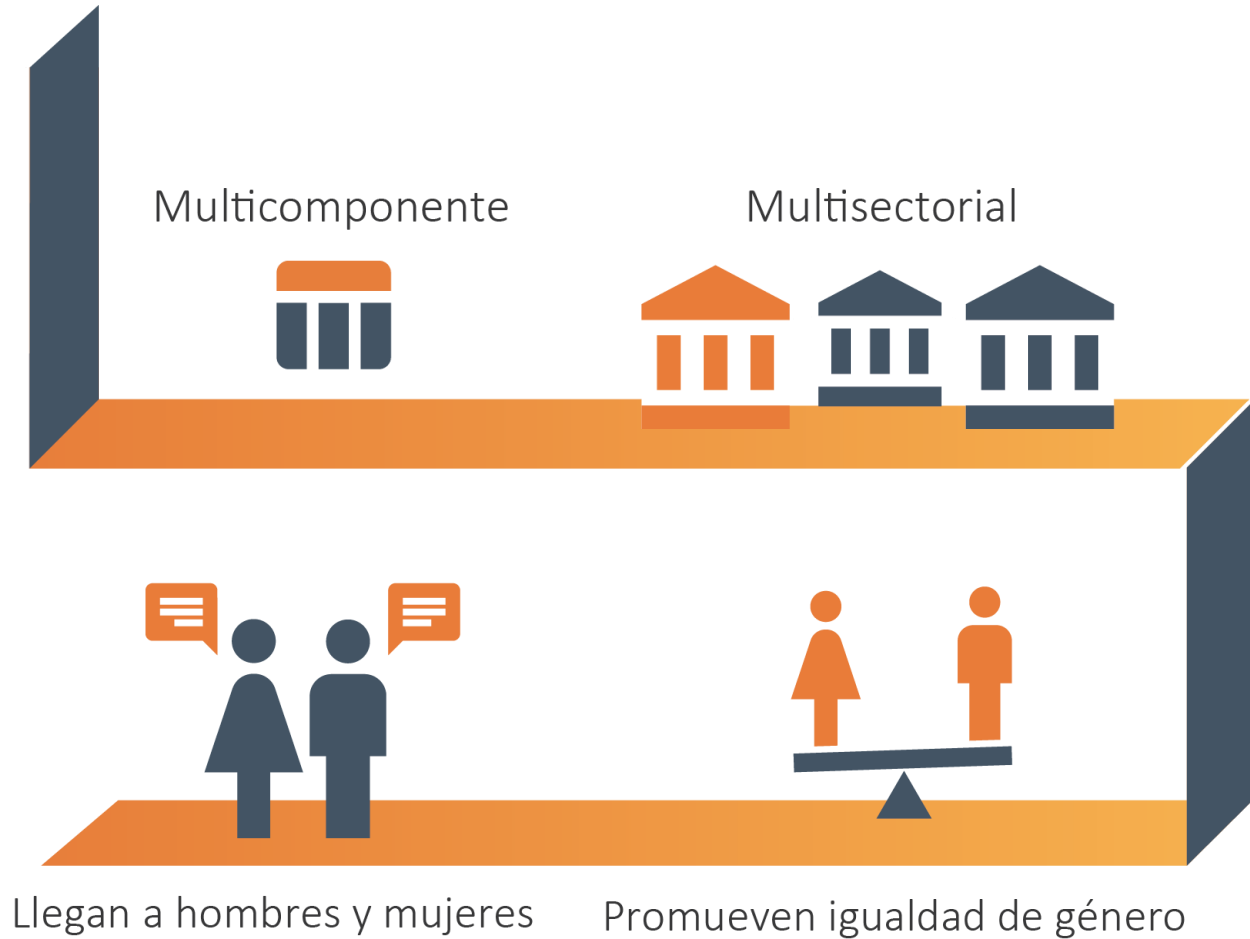 Multicomponente
Multisectorial
Llegan a hombres y mujeres
Promueven igualdad de género